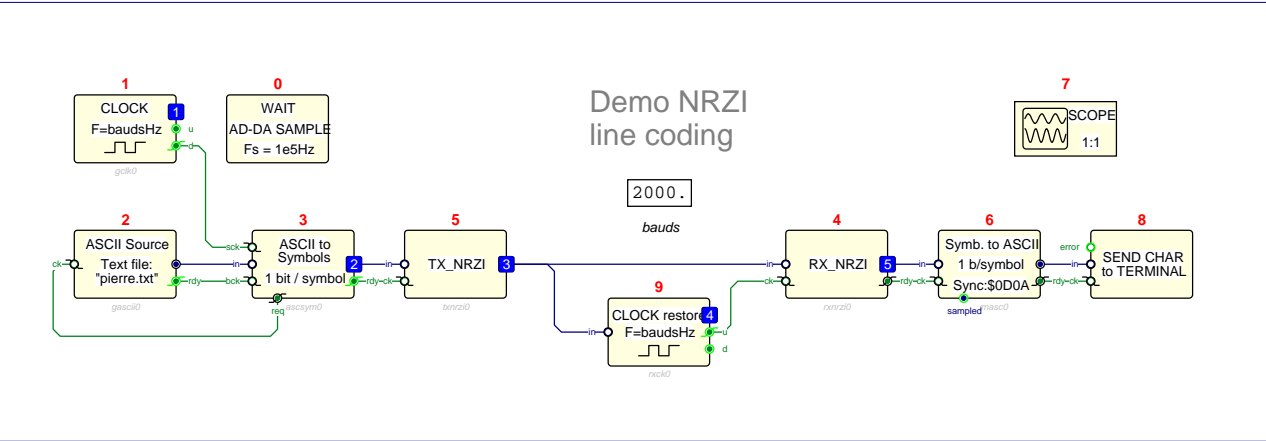 1
0
7
CLOCK
1
F=baudsHz
u
d
gclk0
WAIT
AD-DA SAMPLE
Fs = 1e5Hz
Demo NRZI
line coding
SCOPE
1:1
2000.
bauds
2
3
5
4
6
8
ck
ASCII Source
Text file:
"pierre.txt"
rdy
gascii0
sck
in
bck
ASCII to
Symbols
2
1 bit / symbol
req
ascsym0
in
rdy-ck
TX_NRZI
3
txnrzi0
in
ck
RX_NRZI
5
rxnrzi0
in
rdy-ck
Symb. to ASCII
1 b/symbol
Sync:$0D0A
sampled
error
in
rdy-ck
SEND CHAR
to TERMINAL
9
in
CLOCK restore
4
F=baudsHz
u
d
rxck0